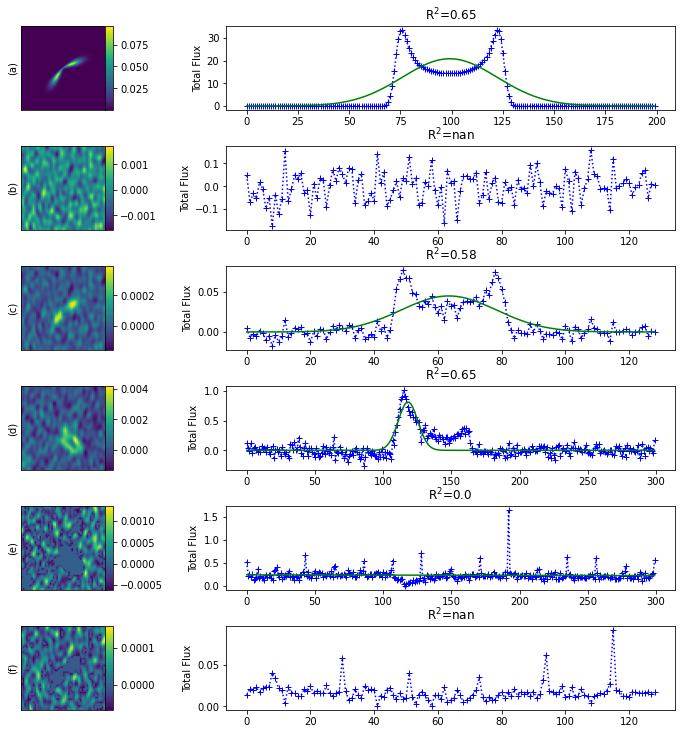 R²=0.65
(a)
0.075
0.050
0.025
Total Flux
30
20
10
0
0 25 50 75 100 125 150 175 200
R²=nan
(b)
0.001
0.000
−0.001
Total Flux
0.1
0.0
−0.1
0 20 40 60 80 100 120
R²=0.58
(c)
0.0002
0.0000
Total Flux
0.05
0.00
0 20 40 60 80 100 120
R²=0.65
(d)
0.004
0.002
0.000
Total Flux
1.0
0.5
0.0
0 50 100 150 200 250 300
R²=0.0
(e)
0.0010
0.0005
0.0000
−0.0005
Total Flux
1.5
1.0
0.5
0.0
0 50 100 150 200 250 300
R²=nan
(f)
0.0001
0.0000
Total Flux
0.05
0.00
0 20 40 60 80 100 120